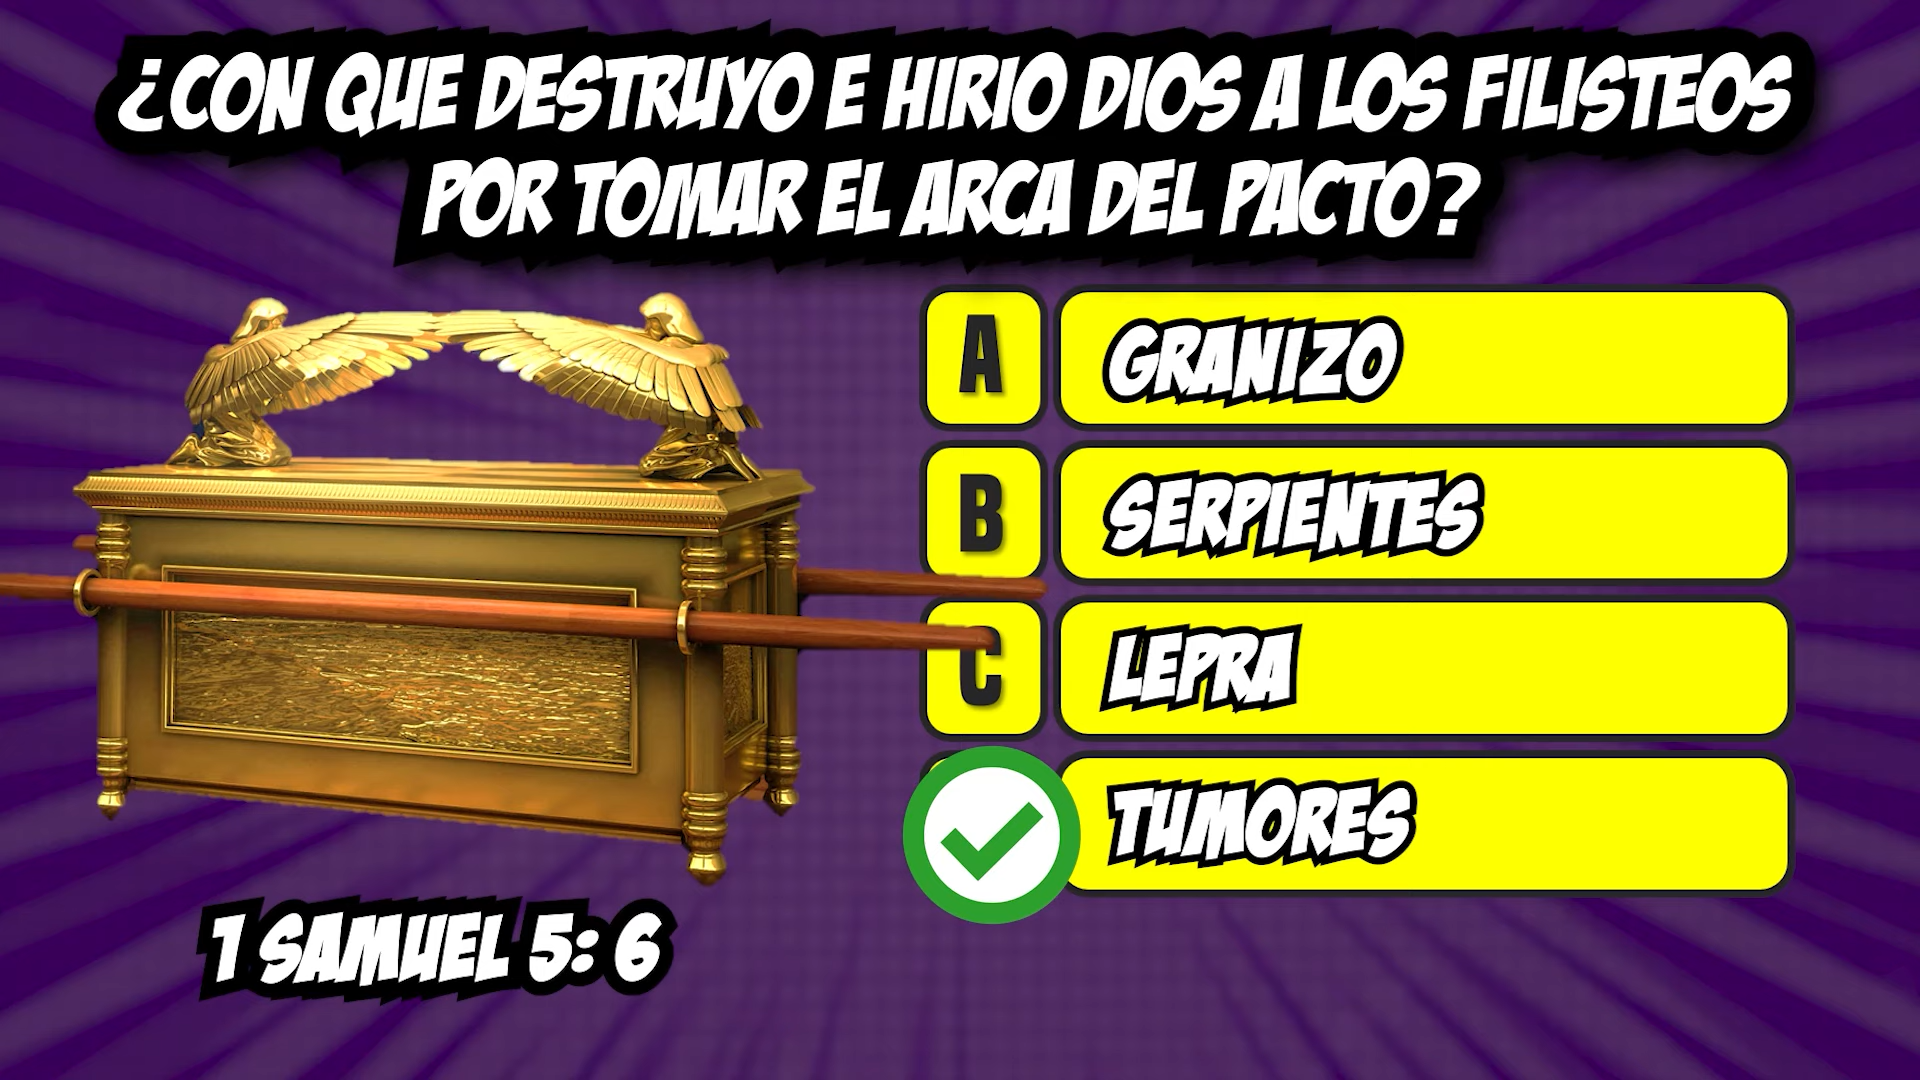 ¿CON QUE DESTRUYO E HIRIO DIOS A LOS FILISTEOS
POR TOMAR EL ARCA DEL PACTO?
A GRANIZO
B SERPIENTES
C LEPRA
TUMORES
1 SAMUEL 5: 6